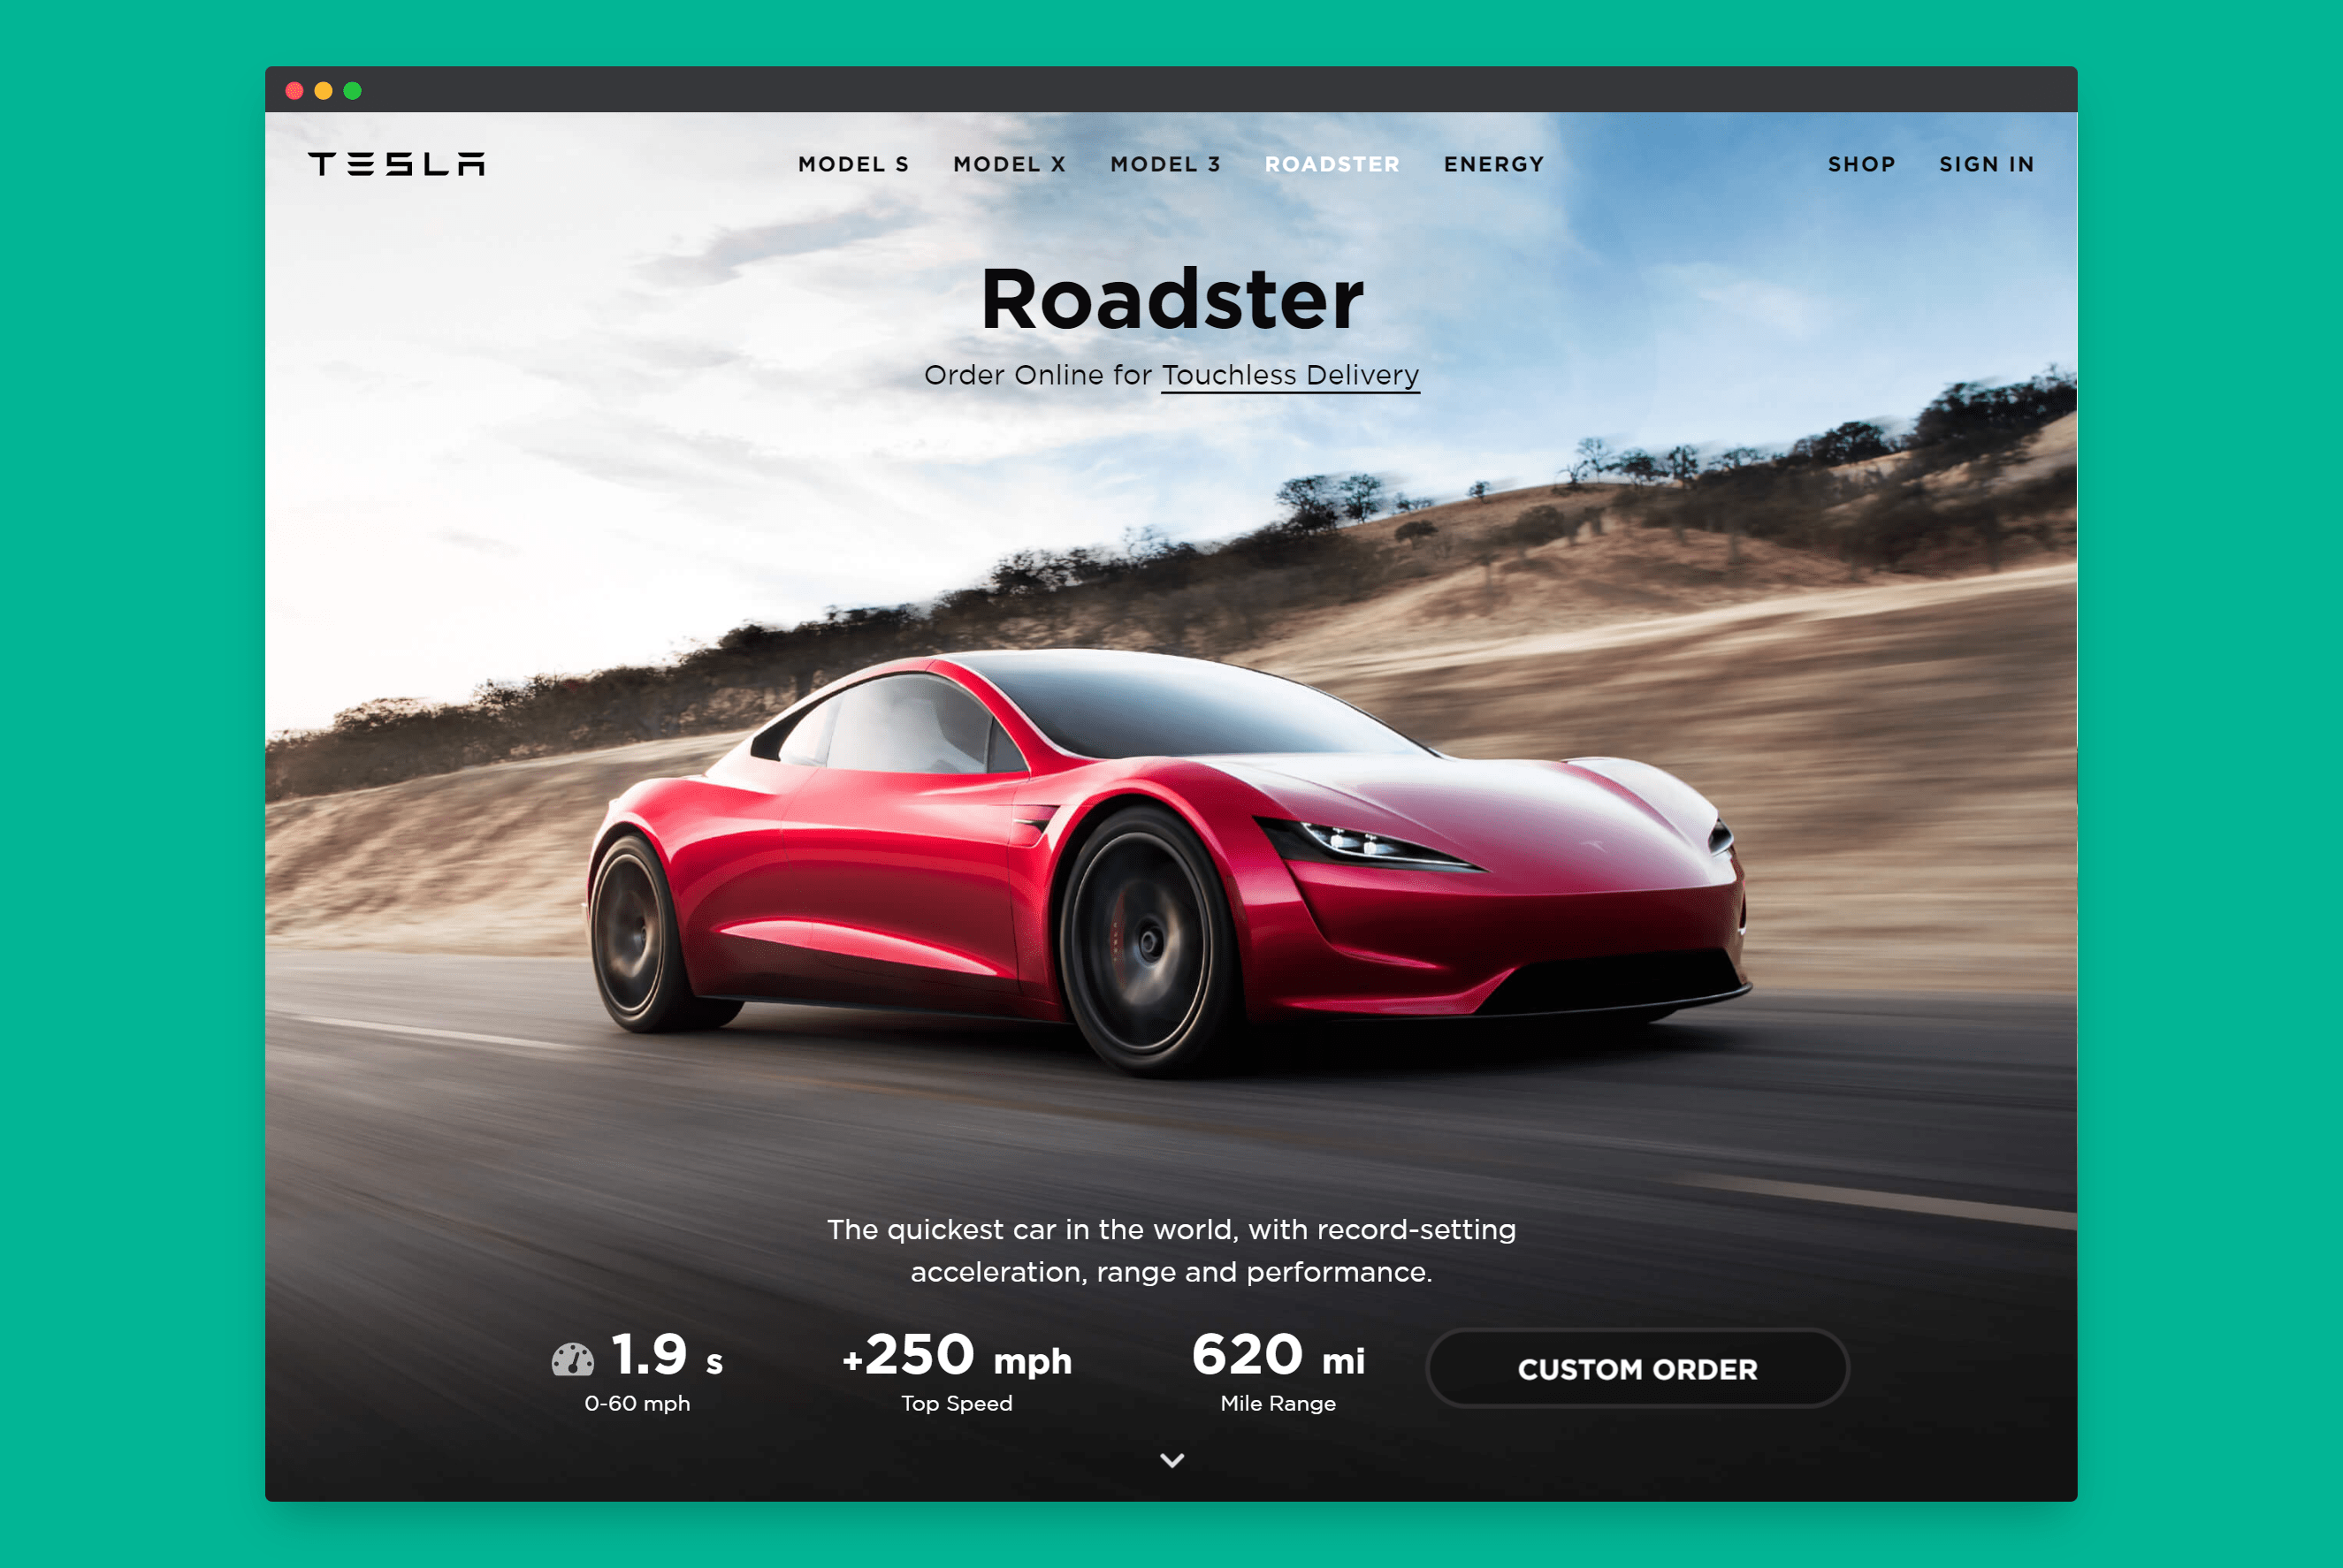 TESLA
MODEL S MODEL X MODEL 3 ROADSTER ENERGY
SHOP SIGN IN
Roadster
Order Online for Touchless Delivery
The quickest car in the world, with record-setting
acceleration, range and performance.
1.9 s
0-60 mph
+250 mph
Top Speed
620 mi
Mile Range
CUSTOM ORDER